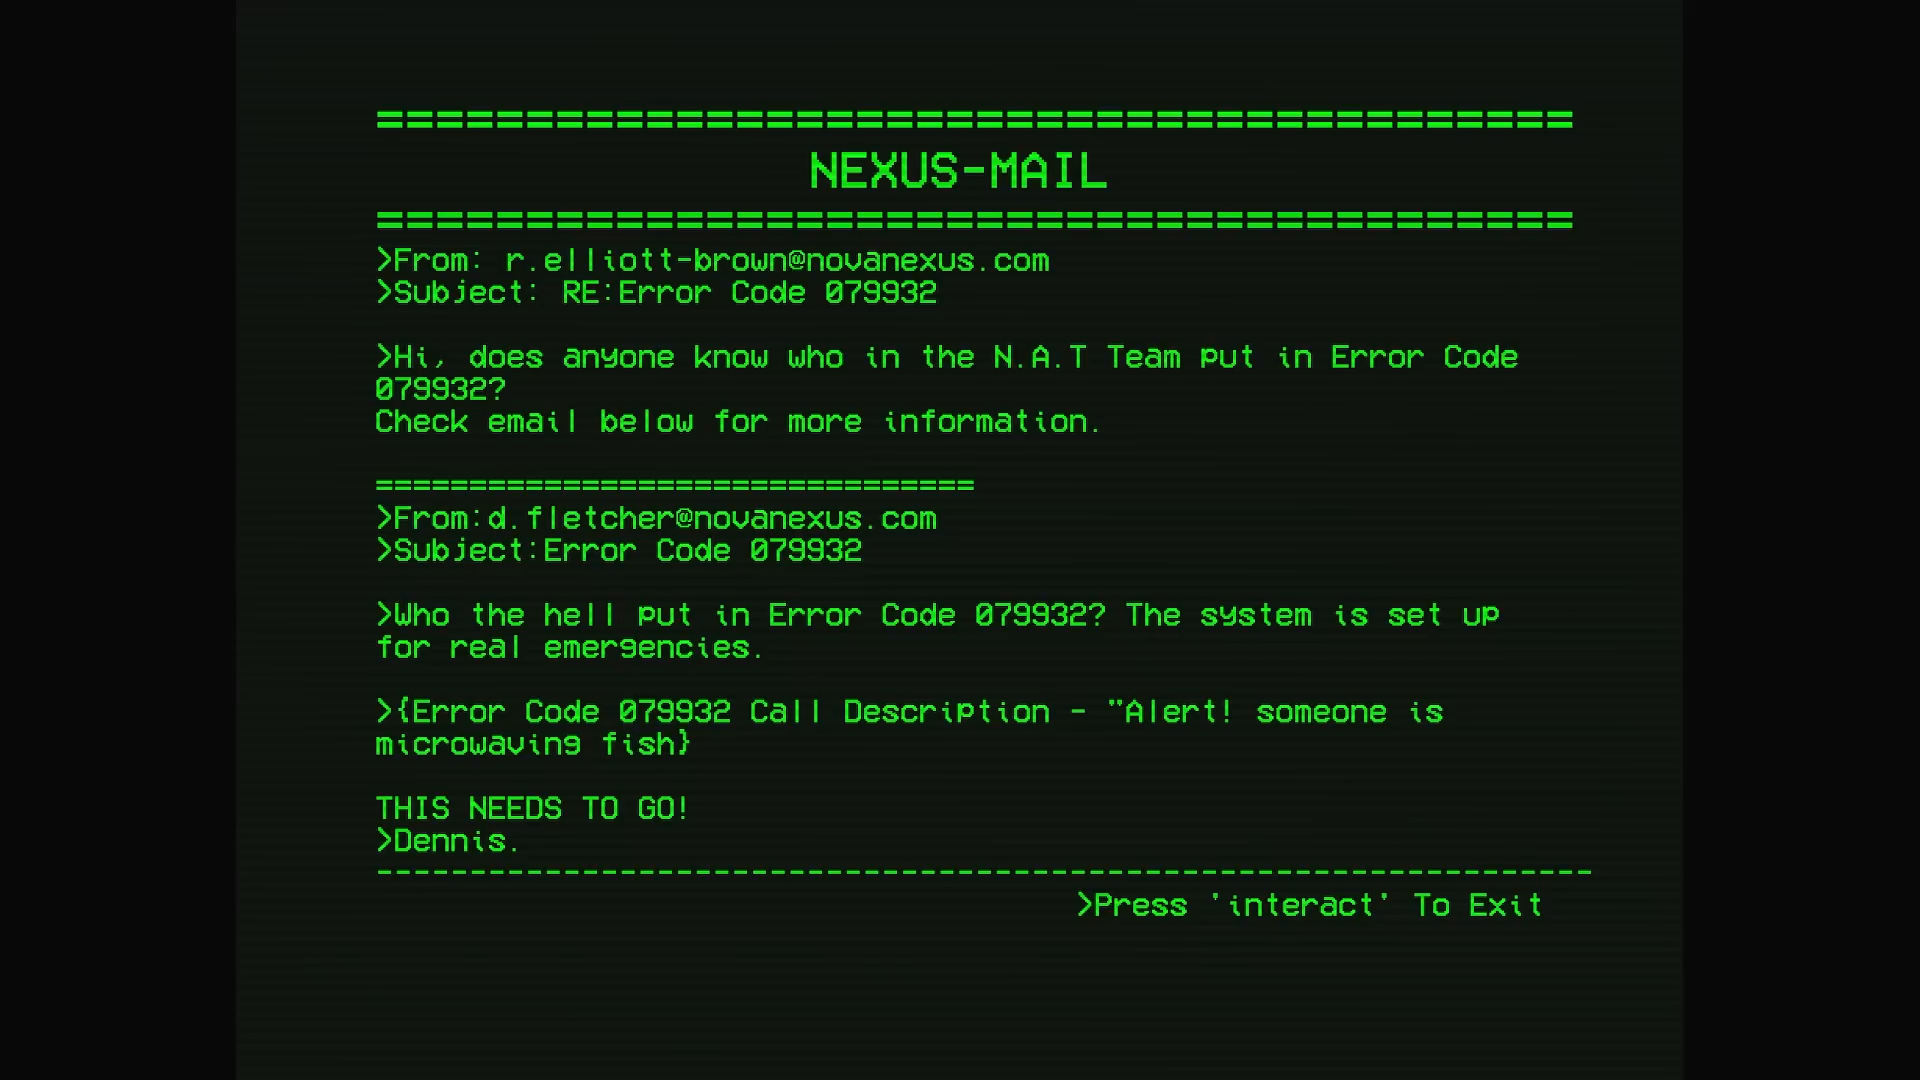 ========================================
NEXUS-MAIL
========================================
>From: r.elliott-brown@novanexus.com
>Subject: RE:Error Code 079932
>Hi, does anyone know who in the N.A.T Team put in Error Code
079932?
Check email below for more information.
================================
>From:d.fletcher@novanexus.com
>Subject:Error Code 079932
>Who the hell put in Error Code 079932? The system is set up
for real emergencies.
>{Error Code 079932 Call Description - "Alert! someone is
microwaving fish}
THIS NEEDS TO GO!
>Dennis.
-----------------------------------------------------------------
>Press 'interact' To Exit